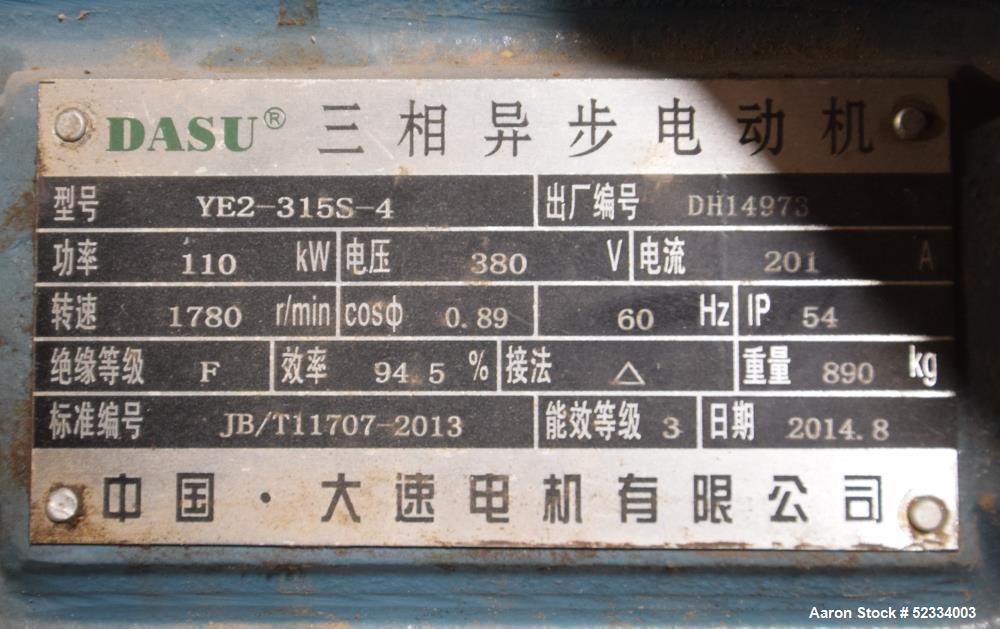 DASU® 三相异步电动机
型号 YE2-315S-4 出厂编号 DH14973
功率 110 kW 电压 380 V 电流 201 A
转速 1780 r/min cosϕ 0.89 60 Hz IP 54
绝缘等级 F 效率 94.5 % 接法 △ 重量 890 kg
标准编号 JB/T11707-2013 能效等级 3 日期 2014.8
中国·大速电机有限公司
Aaron Stock # 52334003